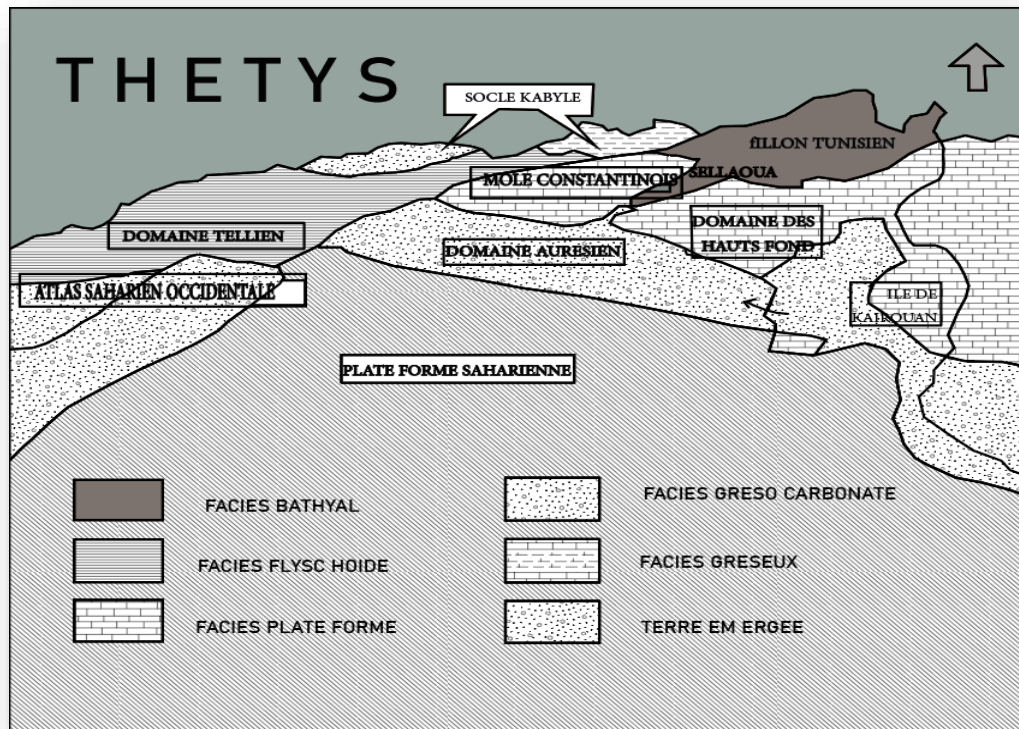 THETYS
SOCLE KABYLE
fILLON TUNISIEN
SELLAOUA
MOLE CONSTANTINOIS
DOMAINE DES
HAUTS FOND
DOMAINE TELLIEN
DOMAINE AURESIEN
ATLAS SAHARIEN OCCIDENTALE
ILE DE
KAIROUAN
PLATE FORME SAHARIENNE
FACIES BATHYAL
FACIES FLYSC HOIDE
FACIES PLATE FORME
FACIES GRESO CARBONATE
FACIES GRESEUX
TERRE EM ERGEE